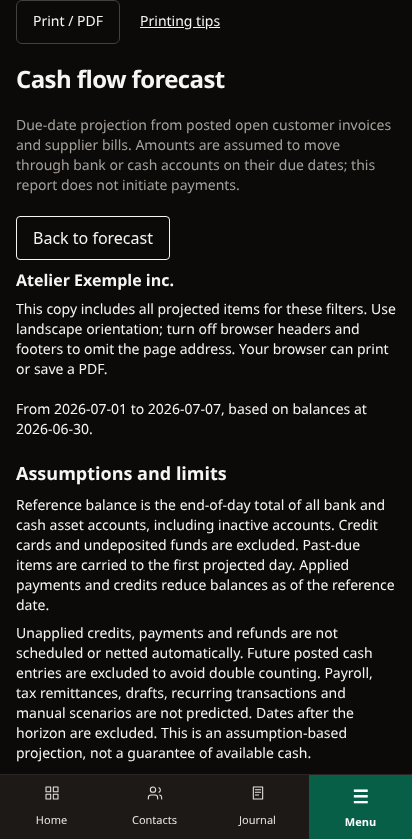 Print / PDF
Printing tips
Cash flow forecast
Due-date projection from posted open customer invoices
and supplier bills. Amounts are assumed to move
through bank or cash accounts on their due dates; this
report does not initiate payments.
Back to forecast
Atelier Exemple inc.
This copy includes all projected items for these filters. Use
landscape orientation; turn off browser headers and
footers to omit the page address. Your browser can print
or save a PDF.
From 2026-07-01 to 2026-07-07, based on balances at
2026-06-30.
Assumptions and limits
Reference balance is the end-of-day total of all bank and
cash asset accounts, including inactive accounts. Credit
cards and undeposited funds are excluded. Past-due
items are carried to the first projected day. Applied
payments and credits reduce balances as of the reference
date.
Unapplied credits, payments and refunds are not
scheduled or netted automatically. Future posted cash
entries are excluded to avoid double counting. Payroll,
tax remittances, drafts, recurring transactions and
manual scenarios are not predicted. Dates after the
horizon are excluded. This is an assumption-based
projection, not a guarantee of available cash.
Home
Contacts
Journal
Menu